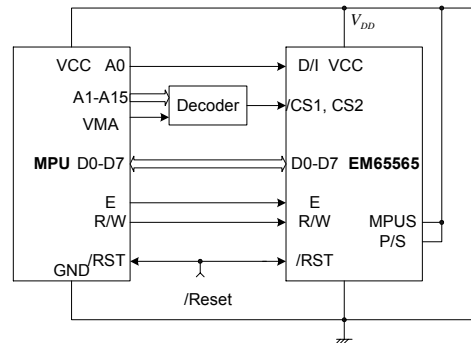 V_DD
VCC A0 D/I VCC
A1-A15 Decoder /CS1, CS2
VMA
MPU D0-D7 D0-D7 EM65565
E E
R/W R/W MPUS
P/S
/RST /RST
GND
/Reset